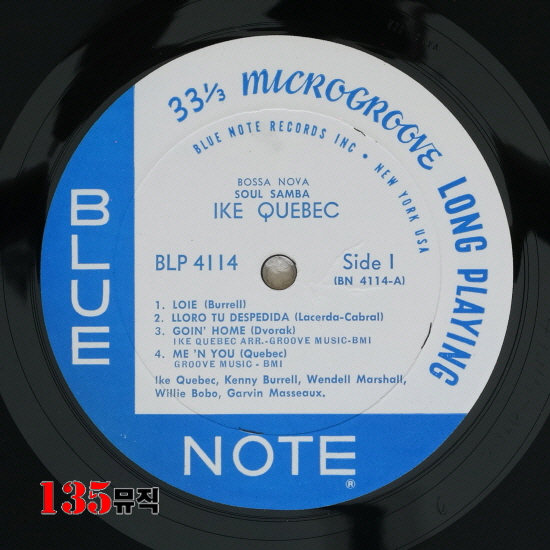 33⅓ MICROGROOVE LONG PLAYING
BLUE NOTE RECORDS INC • NEW YORK USA
BOSSA NOVA
SOUL SAMBA
IKE QUEBEC
BLP 4114
Side 1
(BN 4114-A)
1. LOIE (Burrell)
2. LLORO TU DESPEDIDA (Lacerda-Cabral)
3. GOIN' HOME (Dvorak)
IKE QUEBEC ARR.-GROOVE MUSIC-BMI
4. ME 'N YOU (Quebec)
GROOVE MUSIC - BMI
Ike Quebec, Kenny Burrell, Wendell Marshall,
Willie Bobo, Garvin Masseaux.
BLUE
NOTE®
135뮤직